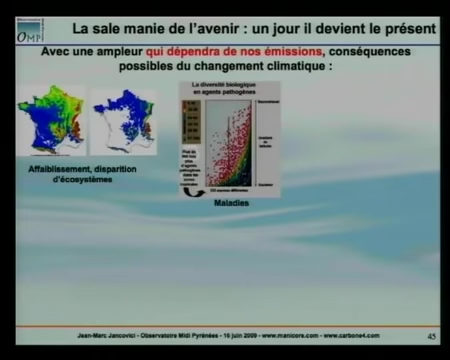 OMP
La sale manie de l'avenir : un jour il devient le présent
Avec une ampleur qui dépendra de nos émissions, conséquences
possibles du changement climatique :
La diversité biologique
en agents pathogènes
Affaiblissement, disparition
d'écosystèmes
Maladies
Jean-Marc Jancovici - Observatoire Midi Pyrénées - 16 juin 2009 - www.manicore.com - www.carbone4.com
45